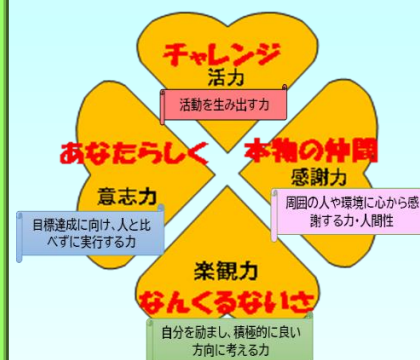 チャレンジ
活力
活動を生み出す力
あなたらしく
意志力
目標達成に向け、人と比
べずに実行する力
本物の仲間
感謝力
周囲の人や環境に心から感
謝する力・人間性
楽観力
なんくるないさ
自分を励まし、積極的に良い
方向に考える力